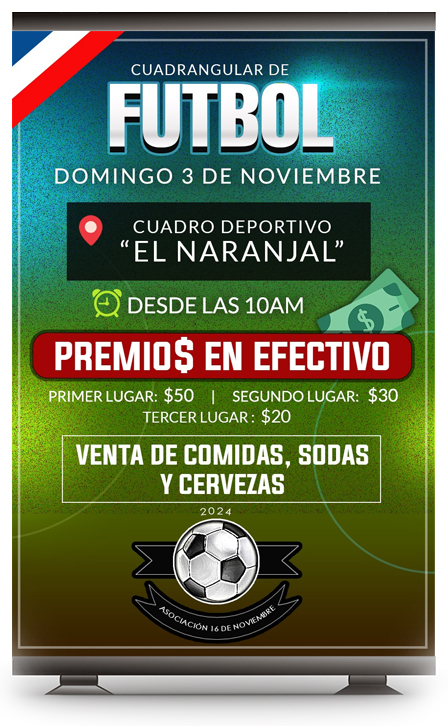 CUADRANGULAR DE
FUTBOL
DOMINGO 3 DE NOVIEMBRE
CUADRO DEPORTIVO
“EL NARANJAL”
DESDE LAS 10AM
$
PREMIO$ EN EFECTIVO
PRIMER LUGAR: $50 | SEGUNDO LUGAR: $30
TERCER LUGAR : $20
VENTA DE COMIDAS, SODAS
Y CERVEZAS
2024
ASOCIACIÓN 16 DE NOVIEMBRE